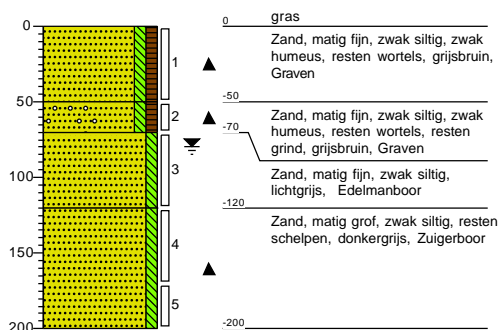 0
50
100
150
200
1
2
3
4
5
0
gras
Zand, matig fijn, zwak siltig, zwak
humeus, resten wortels, grijsbruin,
Graven
-50
Zand, matig fijn, zwak siltig, zwak
humeus, resten wortels, resten
grind, grijsbruin, Graven
-70
Zand, matig fijn, zwak siltig,
lichtgrijs, Edelmanboor
-120
Zand, matig grof, zwak siltig, resten
schelpen, donkergrijs, Zuigerboor
-200